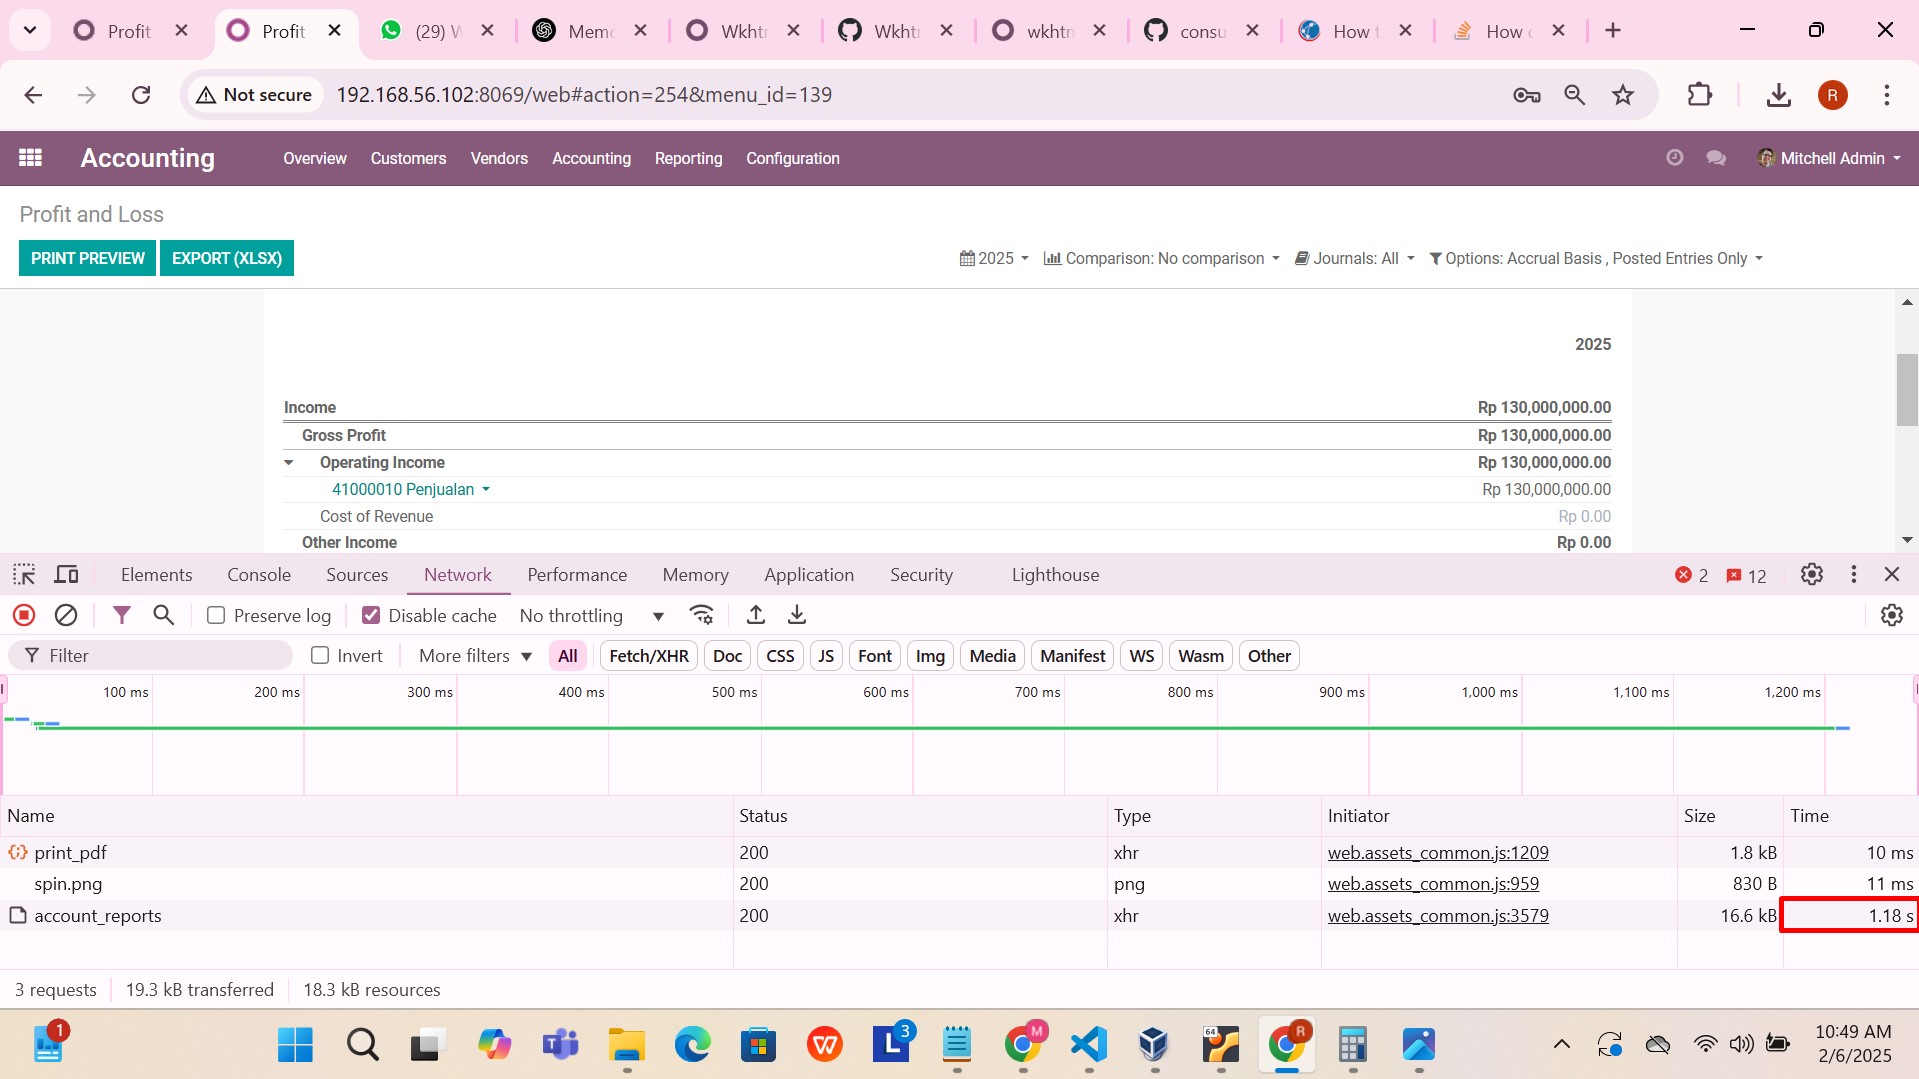 Profit
Profit
(29) W
Memo
Wkht
Wkht
wkhtn
consu
How t
How c
Not secure
192.168.56.102:8069/web#action=254&menu_id=139
R
Accounting
Overview Customers Vendors Accounting Reporting Configuration
Mitchell Admin
Profit and Loss
PRINT PREVIEW EXPORT (XLSX)
2025 Comparison: No comparison Journals: All Options: Accrual Basis , Posted Entries Only
2025
Income Rp 130,000,000.00
Gross Profit Rp 130,000,000.00
Operating Income Rp 130,000,000.00
41000010 Penjualan Rp 130,000,000.00
Cost of Revenue Rp 0.00
Other Income Rp 0.00
Elements Console Sources Network Performance Memory Application Security Lighthouse 2 12
Preserve log Disable cache No throttling
Filter Invert More filters All Fetch/XHR Doc CSS JS Font Img Media Manifest WS Wasm Other
100 ms 200 ms 300 ms 400 ms 500 ms 600 ms 700 ms 800 ms 900 ms 1,000 ms 1,100 ms 1,200 ms
Name Status Type Initiator Size Time
print_pdf 200 xhr web.assets_common.js:1209 1.8 kB 10 ms
spin.png 200 png web.assets_common.js:959 830 B 11 ms
account_reports 200 xhr web.assets_common.js:3579 16.6 kB 1.18 s
3 requests 19.3 kB transferred 18.3 kB resources
1
T
W
L 3
M
64
R
10:49 AM
2/6/2025